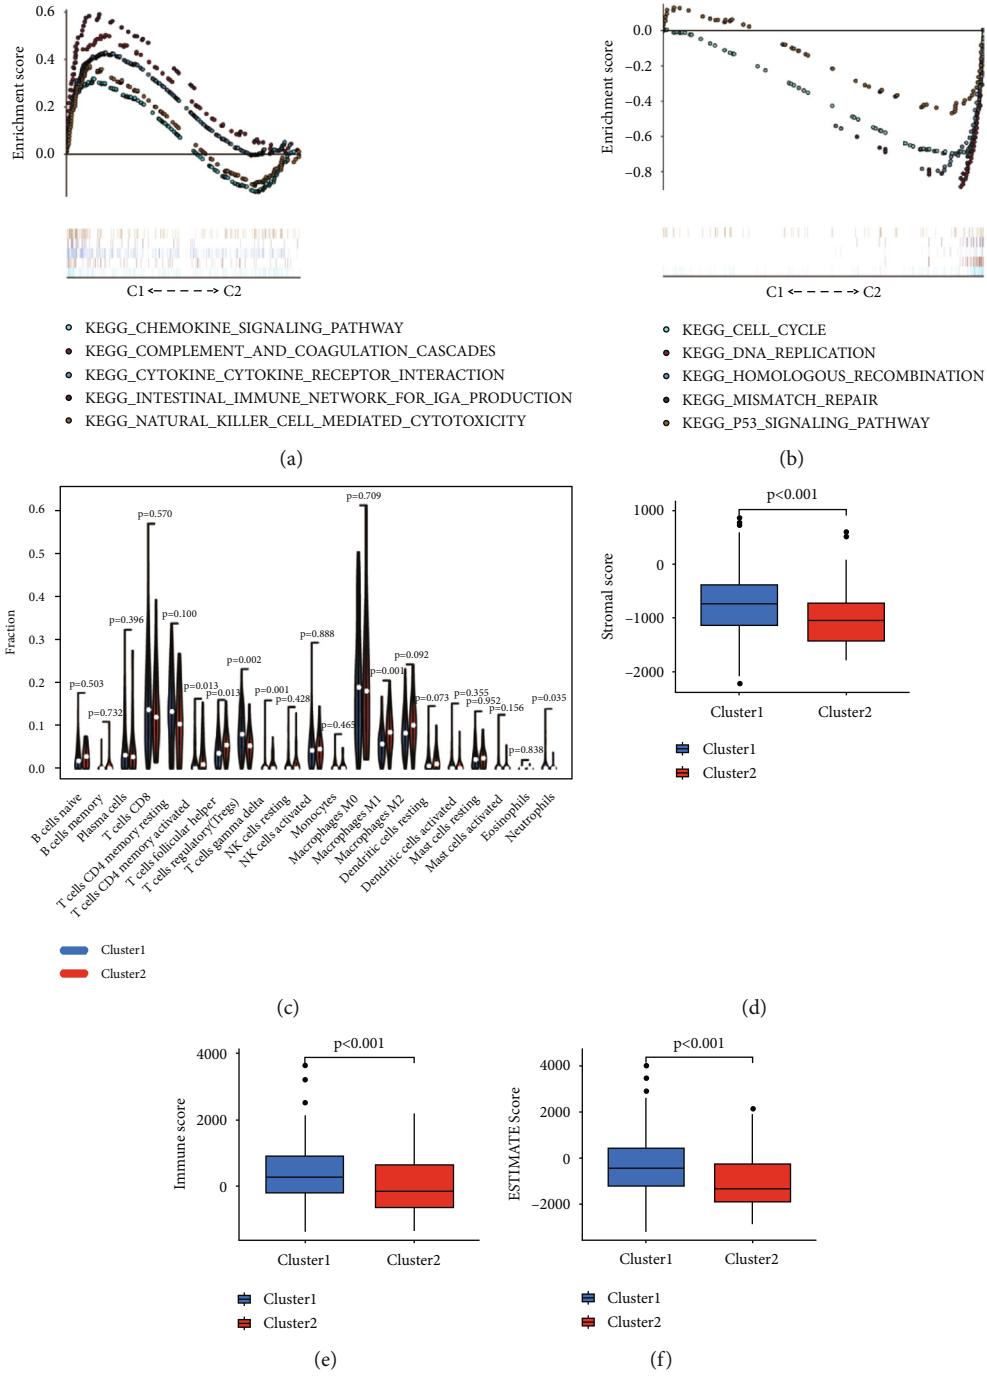 0.6
0.4
0.2
0.0
Enrichment score
C1 C2
KEGG_CHEMOKINE_SIGNALING_PATHWAY
KEGG_COMPLEMENT_AND_COAGULATION_CASCADES
KEGG_CYTOKINE_CYTOKINE_RECEPTOR_INTERACTION
KEGG_INTESTINAL_IMMUNE_NETWORK_FOR_IGA_PRODUCTION
KEGG_NATURAL_KILLER_CELL_MEDIATED_CYTOTOXICITY
(a)
0.0
−0.2
−0.4
−0.6
−0.8
Enrichment score
C1 C2
KEGG_CELL_CYCLE
KEGG_DNA_REPLICATION
KEGG_HOMOLOGOUS_RECOMBINATION
KEGG_MISMATCH_REPAIR
KEGG_P53_SIGNALING_PATHWAY
(b)
0.6
0.5
0.4
0.3
0.2
0.1
0.0
Fraction
p=0.503
p=0.732
p=0.396
p=0.570
p=0.100
p=0.013
p=0.013
p=0.002
p=0.001
p=0.428
p=0.888
p=0.465
p=0.709
p=0.001
p=0.092
p=0.073
p=0.355
p=0.952
p=0.156
p=0.838
p=0.035
B cells naive
B cells memory
Plasma cells
T cells CD8
T cells CD4 memory resting
T cells CD4 memory activated
T cells follicular helper
T cells regulatory(Tregs)
T cells gamma delta
NK cells resting
NK cells activated
Monocytes
Macrophages M0
Macrophages M1
Macrophages M2
Dendritic cells resting
Dendritic cells activated
Mast cells resting
Mast cells activated
Eosinophils
Neutrophils
Cluster1
Cluster2
(c)
p<0.001
1000
0
−1000
−2000
Stromal score
Cluster1 Cluster2
Cluster1
Cluster2
(d)
p<0.001
4000
2000
0
Immune score
Cluster1 Cluster2
Cluster1
Cluster2
(e)
p<0.001
4000
2000
0
−2000
ESTIMATE Score
Cluster1 Cluster2
Cluster1
Cluster2
(f)